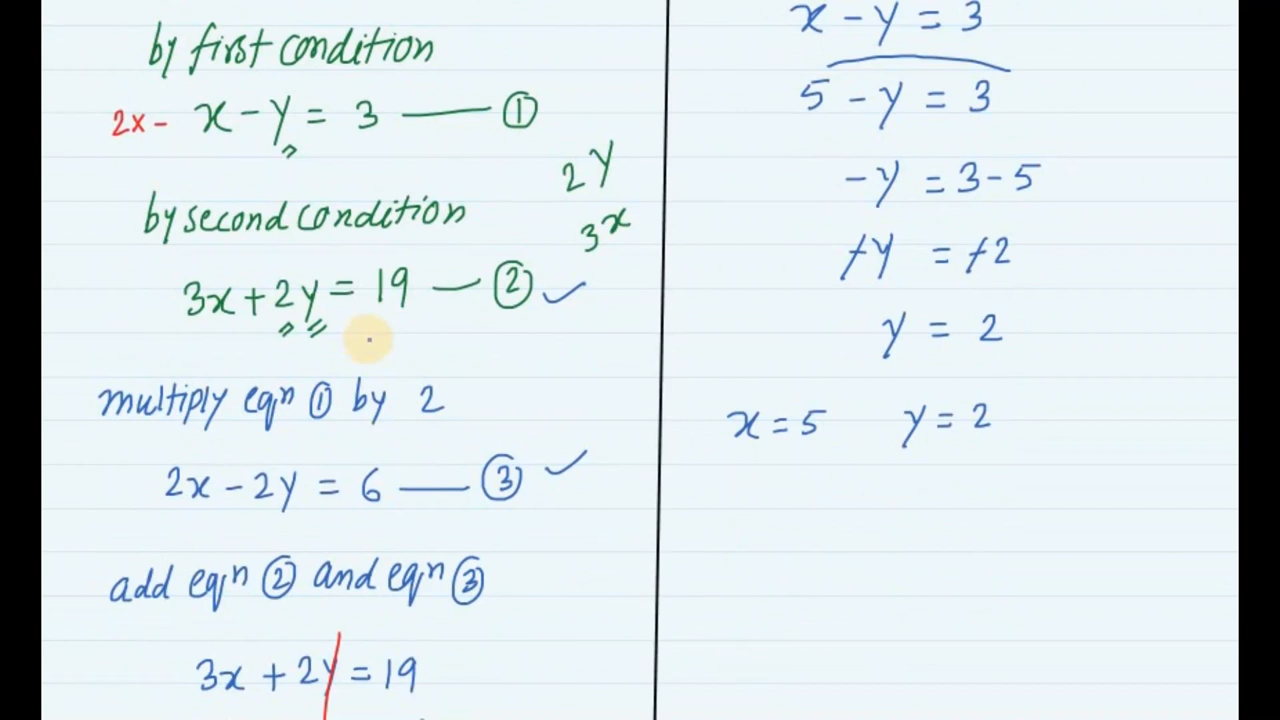 by first condition
2x - x - y = 3 —— ①
2y
3x
by second condition
3x + 2y = 19 — ② ✓
multiply eqn ① by 2
2x - 2y = 6 —— ③ ✓
add eqn ② and eqn ③
3x + 2y = 19
x - y = 3
5 - y = 3
- y = 3 - 5
-y = -2
y = 2
x = 5 y = 2